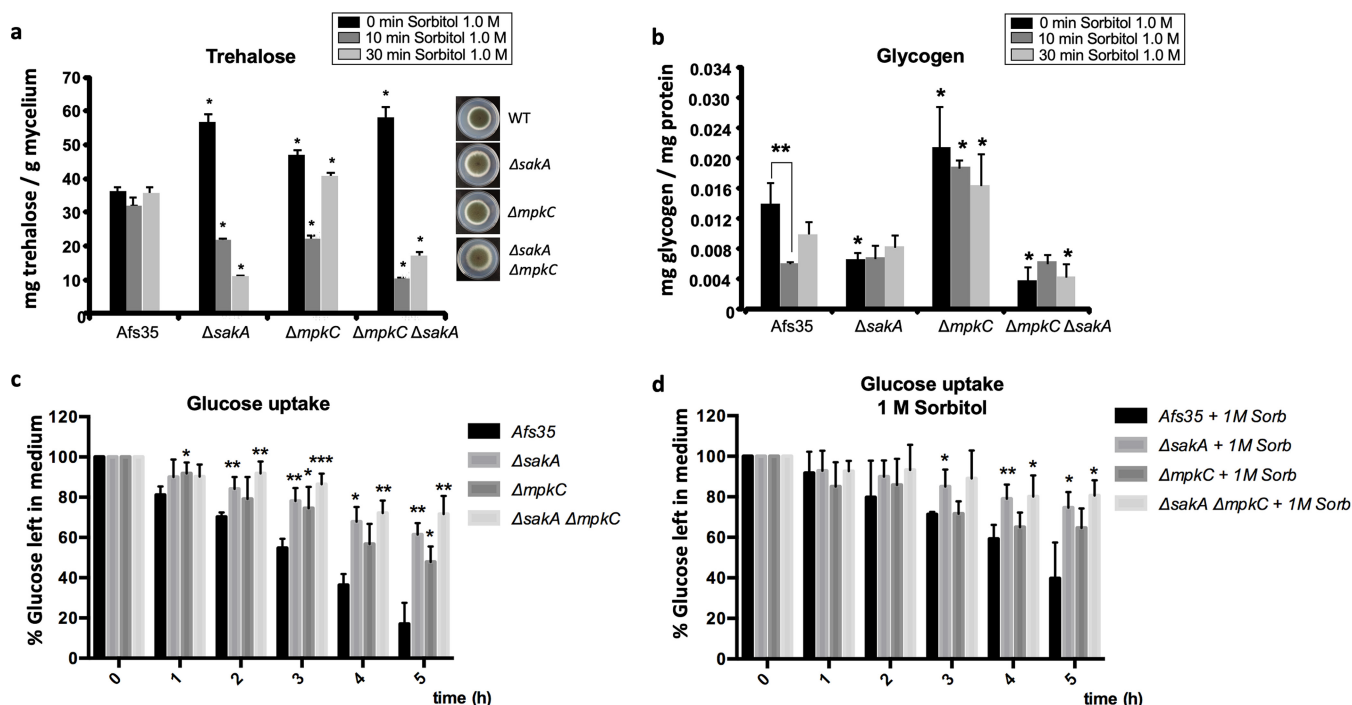 a
0 min Sorbitol 1.0 M
10 min Sorbitol 1.0 M
30 min Sorbitol 1.0 M
Trehalose
mg trehalose / g mycelium
70
60
50
40
30
20
10
0
*
*
*
*
*
*
*
*
*
Afs35
ΔsakA
ΔmpkC
ΔmpkC ΔsakA
WT
ΔsakA
ΔmpkC
ΔsakA
ΔmpkC
b
0 min Sorbitol 1.0 M
10 min Sorbitol 1.0 M
30 min Sorbitol 1.0 M
Glycogen
mg glycogen / mg protein
0.034
0.028
0.024
0.016
0.012
0.008
0.004
0
**
*
*
*
*
*
*
Afs35
ΔsakA
ΔmpkC
ΔmpkC ΔsakA
c
Glucose uptake
% Glucose left in medium
120
100
80
60
40
20
0
*
** **
** * ***
* **
** * **
0 1 2 3 4 5
time (h)
Afs35
ΔsakA
ΔmpkC
ΔsakA ΔmpkC
d
Glucose uptake
1 M Sorbitol
% Glucose left in medium
120
100
80
60
40
20
0
*
** *
* *
0 1 2 3 4 5
time (h)
Afs35 + 1M Sorb
ΔsakA + 1M Sorb
ΔmpkC + 1M Sorb
ΔsakA ΔmpkC + 1M Sorb